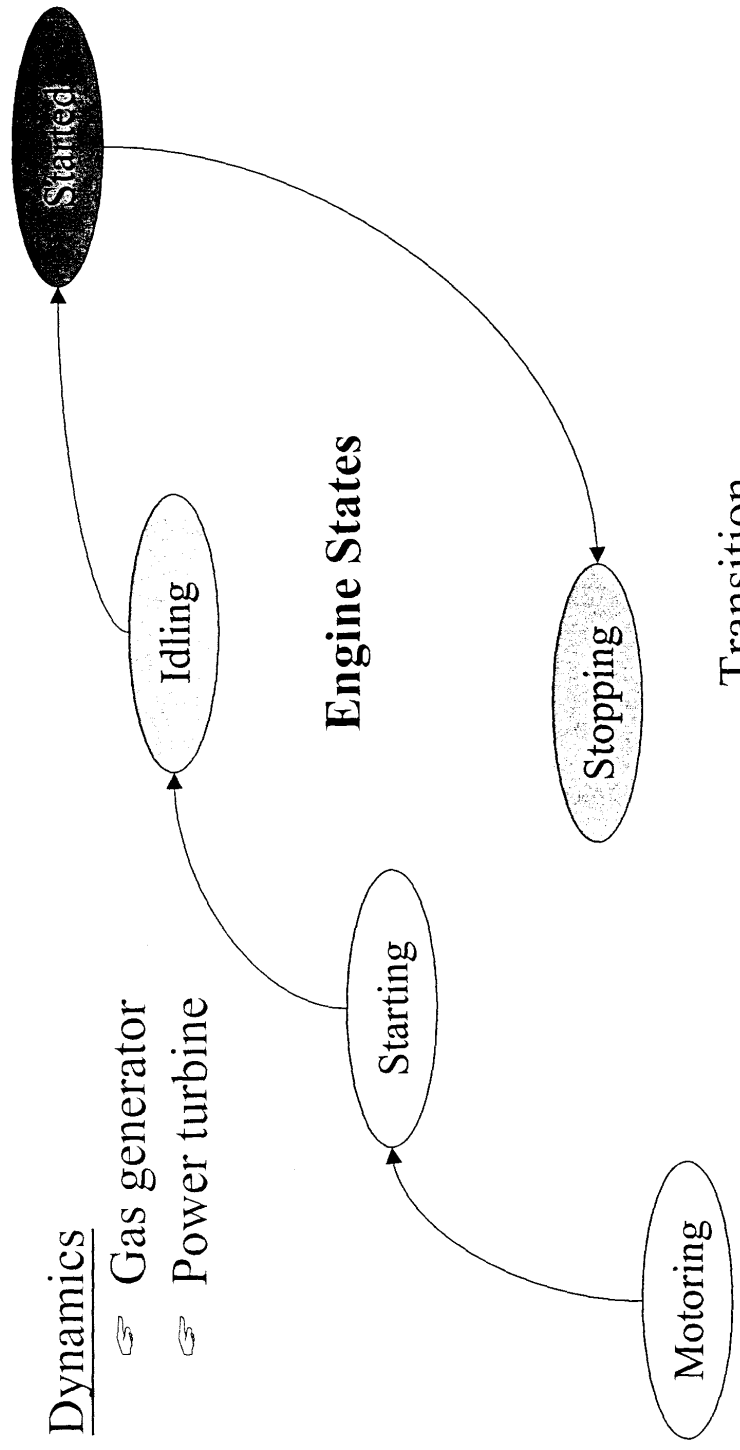 Dynamics
☞ Gas generator
☞ Power turbine
Started
Idling
Engine States
Starting
Stopping
Motoring
Transition